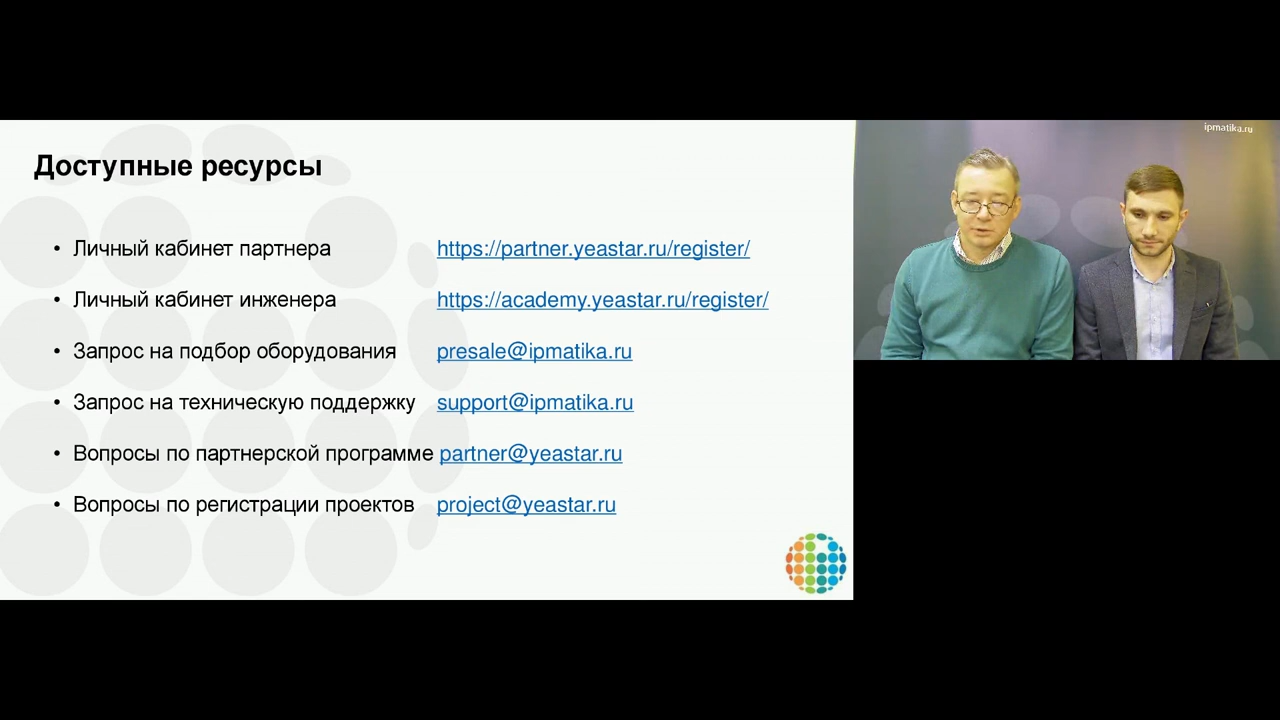 Доступные ресурсы
• Личный кабинет партнера https://partner.yeastar.ru/register/
• Личный кабинет инженера https://academy.yeastar.ru/register/
• Запрос на подбор оборудования presale@ipmatika.ru
• Запрос на техническую поддержку support@ipmatika.ru
• Вопросы по партнерской программе partner@yeastar.ru
• Вопросы по регистрации проектов project@yeastar.ru
ipmatika.ru